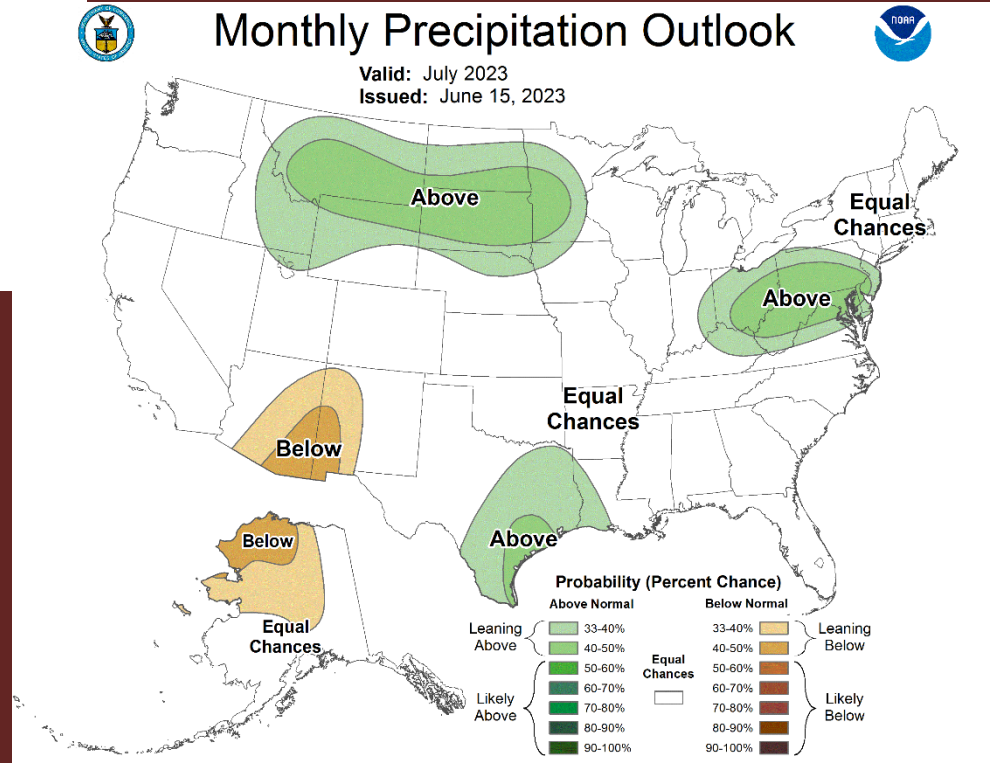 Monthly Precipitation Outlook
NOAA
Valid: July 2023
Issued: June 15, 2023
Above
Equal
Chances
Above
Equal
Chances
Below
Above
Below
Equal
Chances
Probability (Percent Chance)
Above Normal
Below Normal
Leaning
Above
33-40%
40-50%
Likely
Above
50-60%
60-70%
70-80%
80-90%
90-100%
Equal
Chances
33-40%
40-50%
Leaning
Below
50-60%
60-70%
70-80%
80-90%
90-100%
Likely
Below